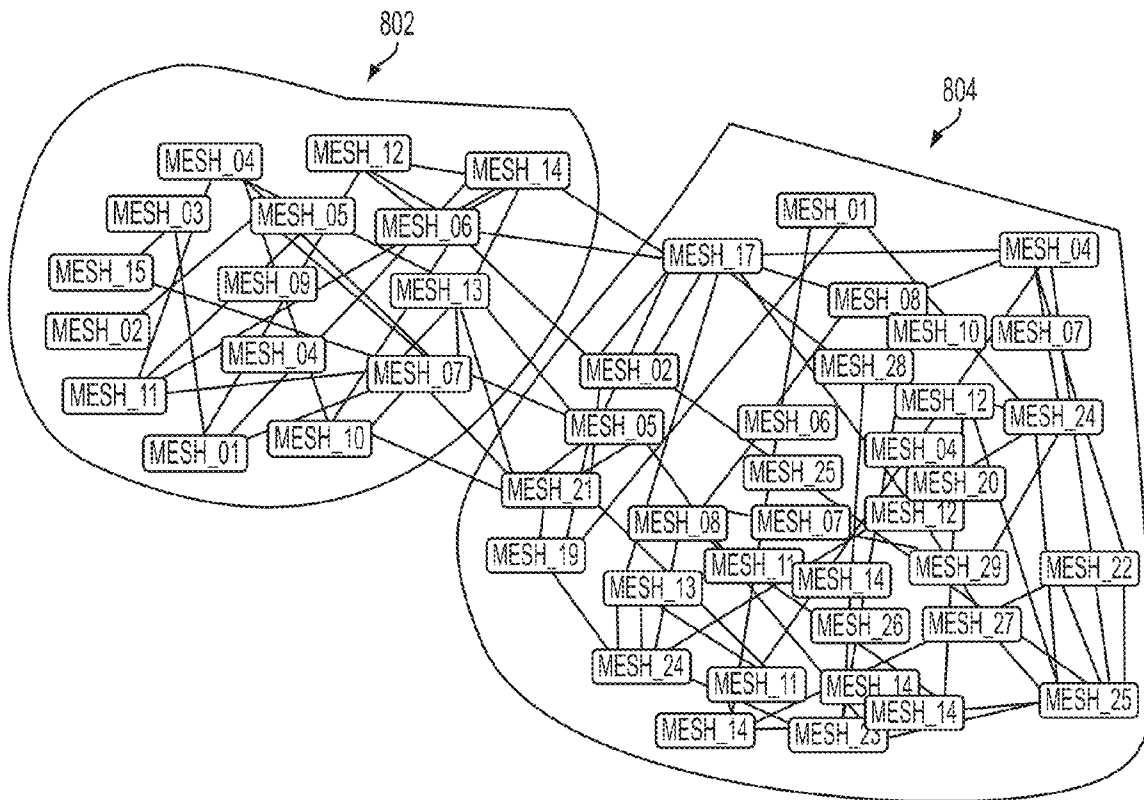 802
804
MESH_04
MESH_12
MESH_14
MESH_03
MESH_05
MESH_06
MESH_01
MESH_15
MESH_09
MESH_13
MESH_17
MESH_04
MESH_08
MESH_02
MESH_10
MESH_07
MESH_04
MESH_07
MESH_02
MESH_28
MESH_11
MESH_12
MESH_24
MESH_01
MESH_10
MESH_05
MESH_06
MESH_04
MESH_25
MESH_20
MESH_21
MESH_08
MESH_07
MESH_12
MESH_19
MESH_11
MESH_29
MESH_22
MESH_13
MESH_14
MESH_26
MESH_27
MESH_24
MESH_11
MESH_14
MESH_25
MESH_14
MESH_14
MESH_23